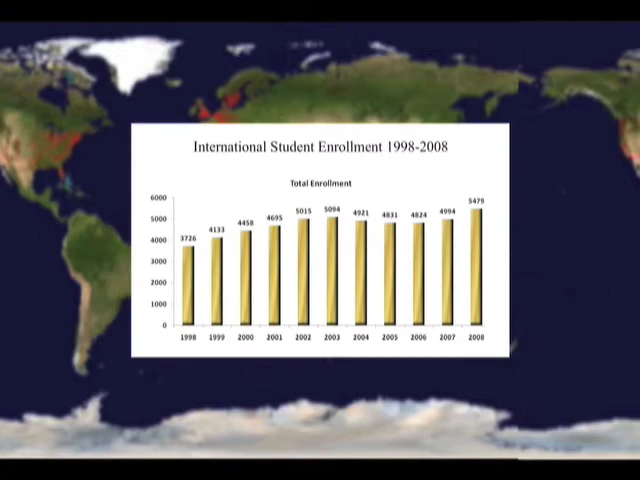 International Student Enrollment 1998-2008
Total Enrollment
6000
5000
4000
3000
2000
1000
0
3726 4133 4458 4695 5015 5094 4921 4831 4824 4994 5479
1998 1999 2000 2001 2002 2003 2004 2005 2006 2007 2008